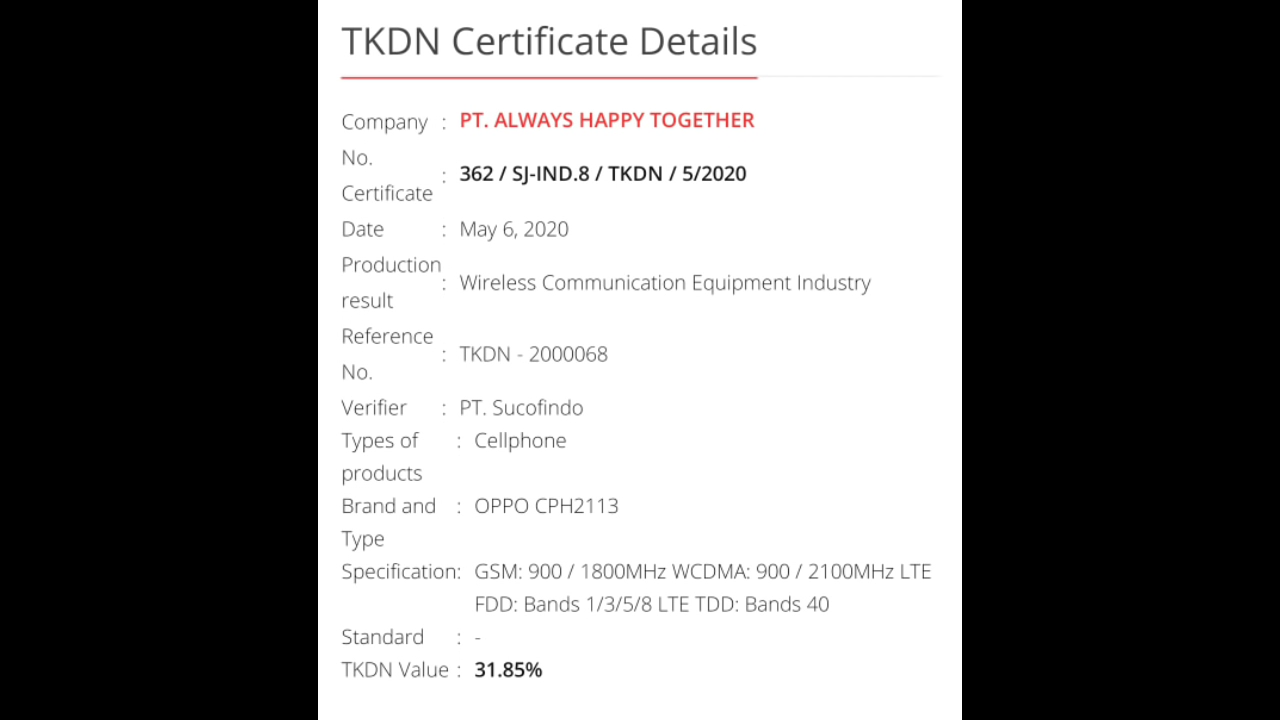 TKDN Certificate Details
Company : PT. ALWAYS HAPPY TOGETHER
No.
Certificate : 362 / SJ-IND.8 / TKDN / 5/2020
Date : May 6, 2020
Production
result : Wireless Communication Equipment Industry
Reference
No. : TKDN - 2000068
Verifier : PT. Sucofindo
Types of : Cellphone
products
Brand and : OPPO CPH2113
Type
Specification: GSM: 900 / 1800MHz WCDMA: 900 / 2100MHz LTE
FDD: Bands 1/3/5/8 LTE TDD: Bands 40
Standard : -
TKDN Value : 31.85%